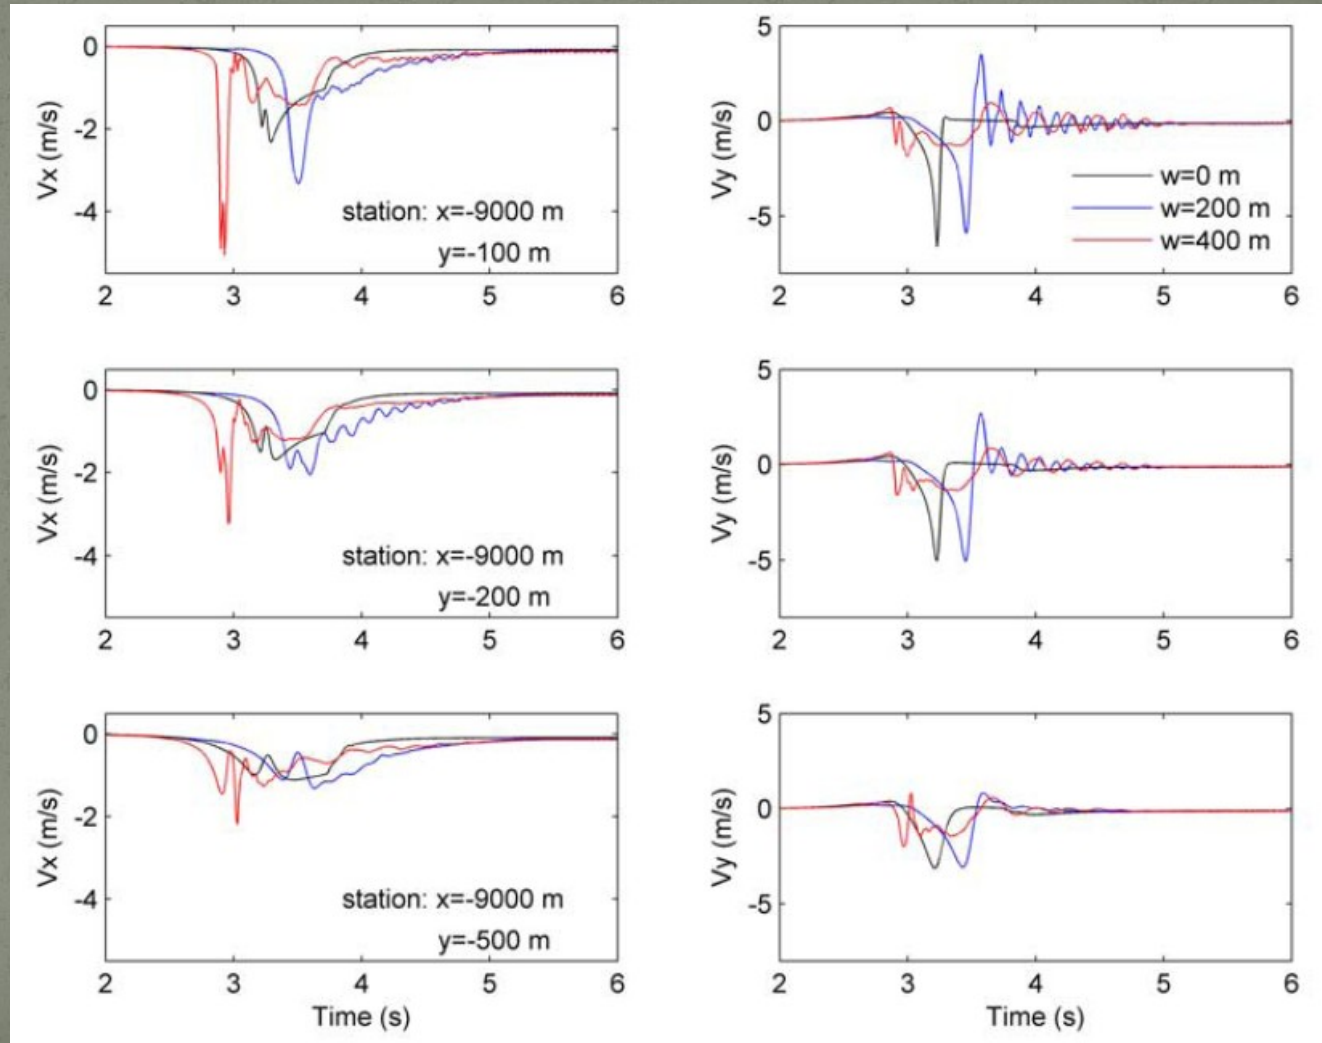 0
-2
-4
Vx (m/s)
station: x=-9000 m
y=-100 m
2 3 4 5 6
5
0
-5
Vy (m/s)
w=0 m
w=200 m
w=400 m
2 3 4 5 6
0
-2
-4
Vx (m/s)
station: x=-9000 m
y=-200 m
2 3 4 5 6
5
0
-5
Vy (m/s)
2 3 4 5 6
0
-2
-4
Vx (m/s)
station: x=-9000 m
y=-500 m
2 3 4 5 6
Time (s)
5
0
-5
Vy (m/s)
2 3 4 5 6
Time (s)